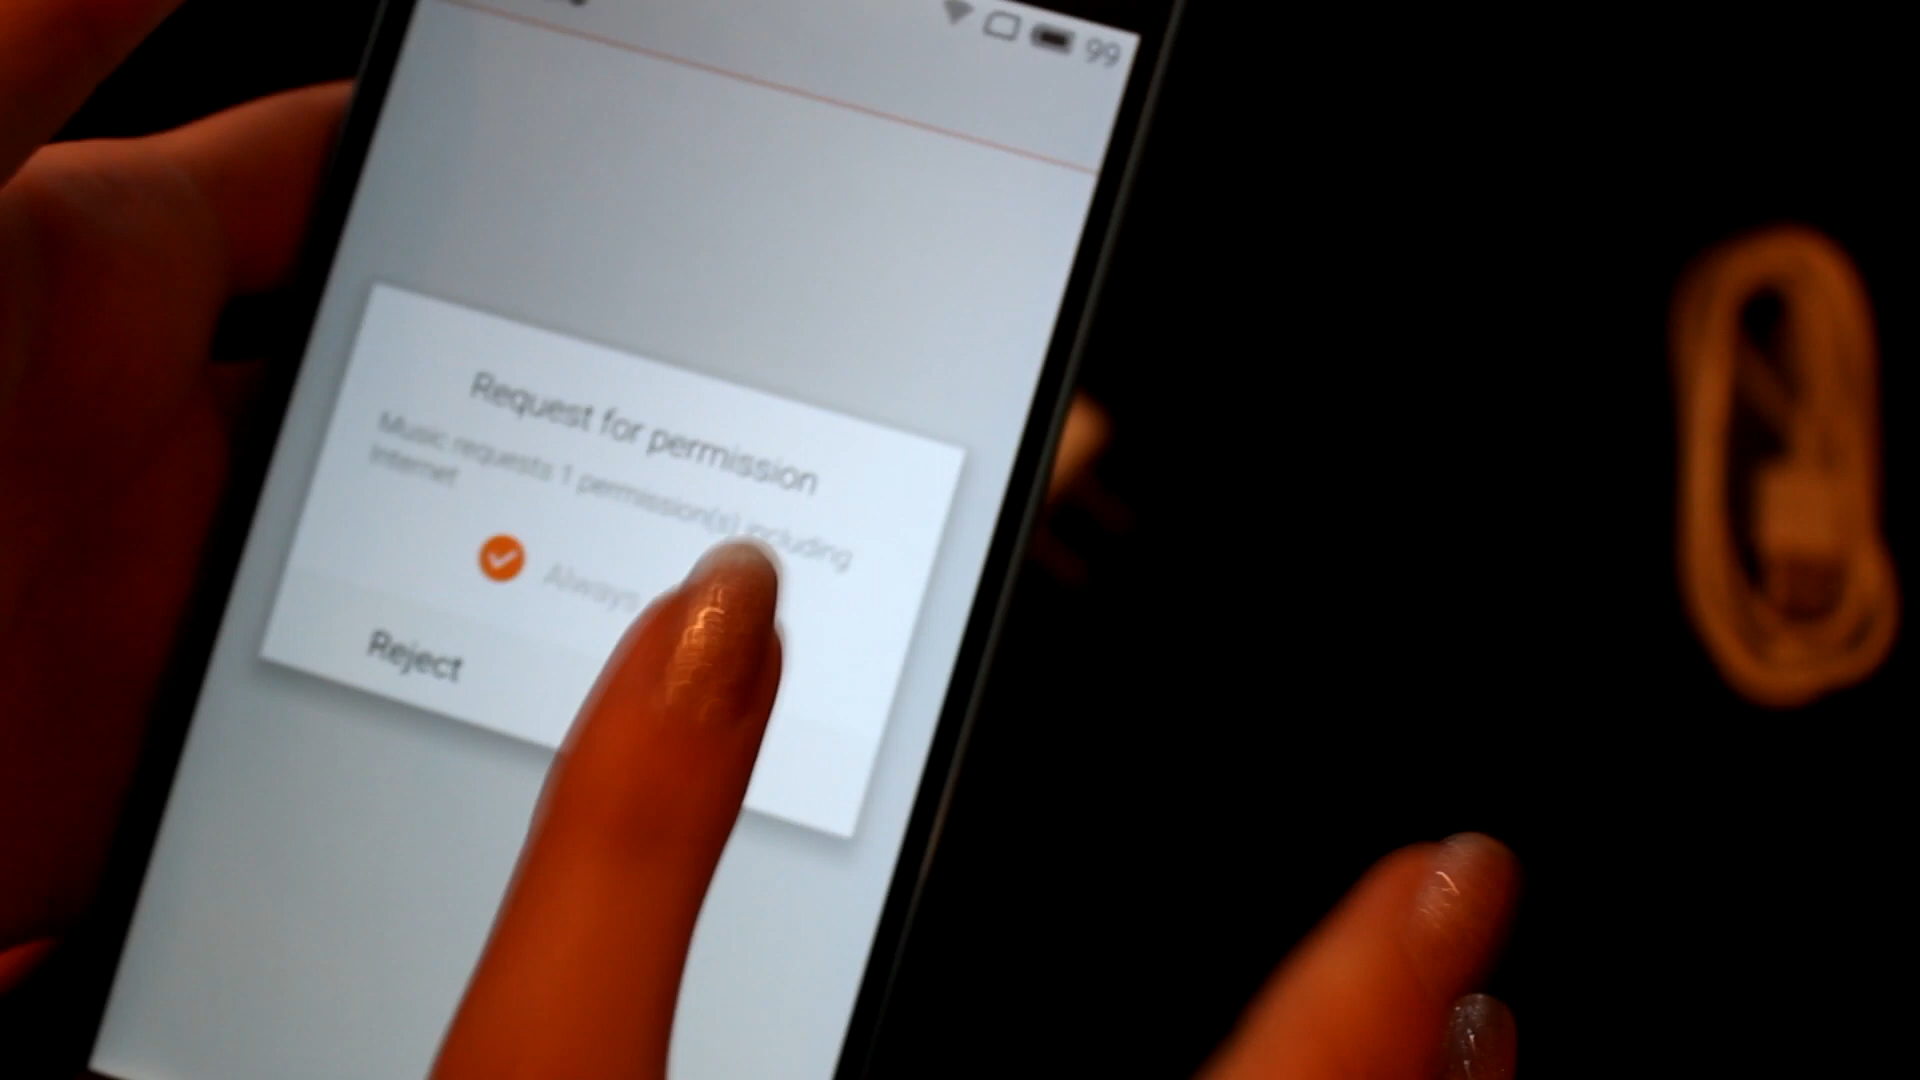 99
Request for permission
Music requests 1 permission(s) including
Internet
Always
Reject